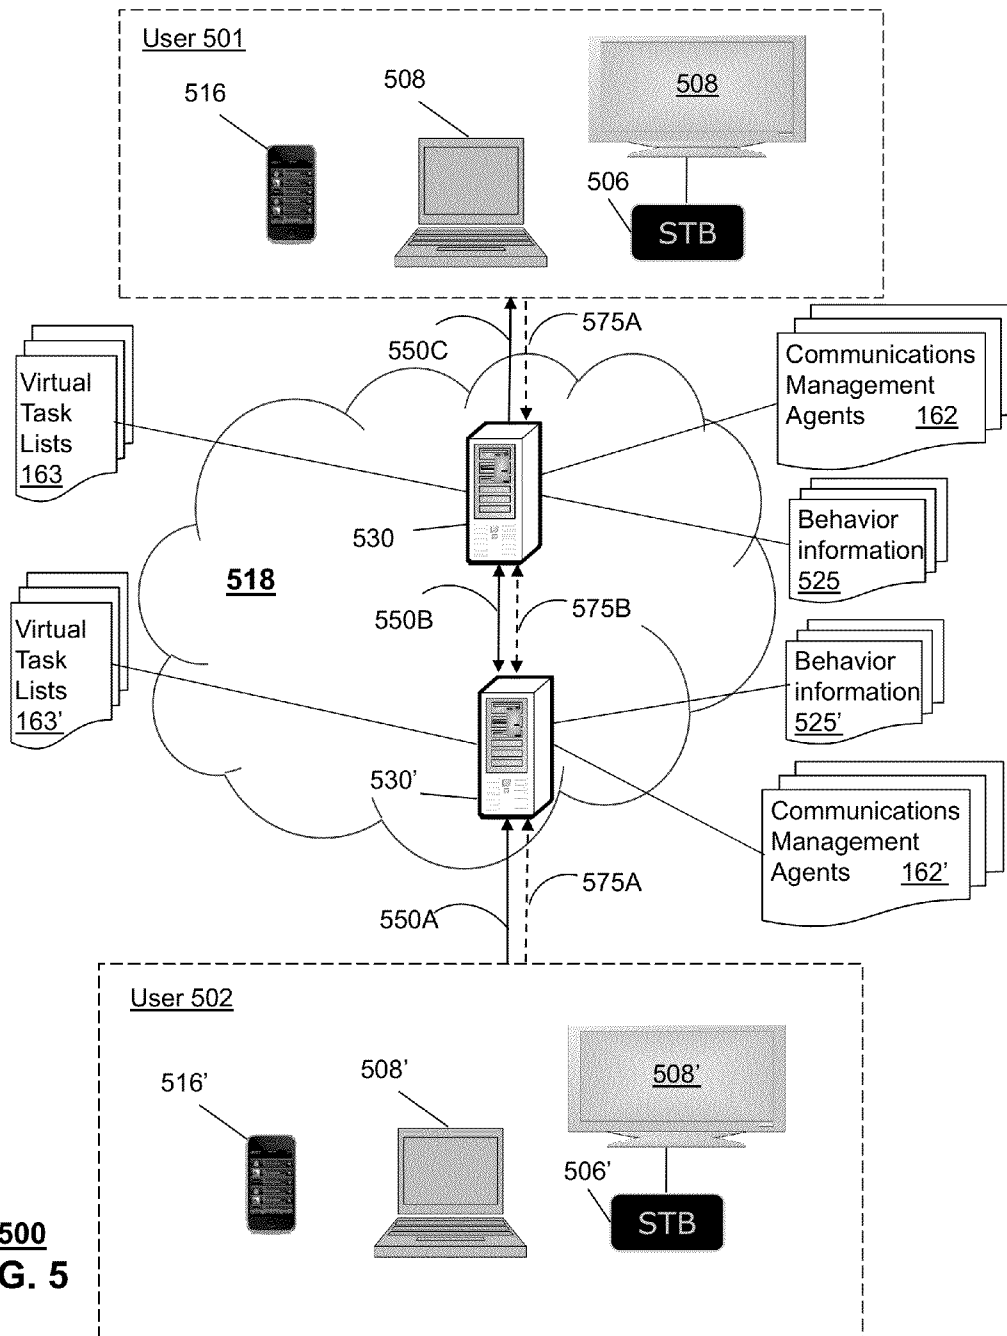 User 501
516
508
508
506
STB
575A
550C
Virtual
Task
Lists
163
Communications
Management
Agents 162
530
Behavior
information
525
518
550B
575B
Virtual
Task
Lists
163'
Behavior
information
525'
530'
Communications
Management
Agents 162'
575A
550A
User 502
516'
508'
508'
506'
STB
500
G. 5